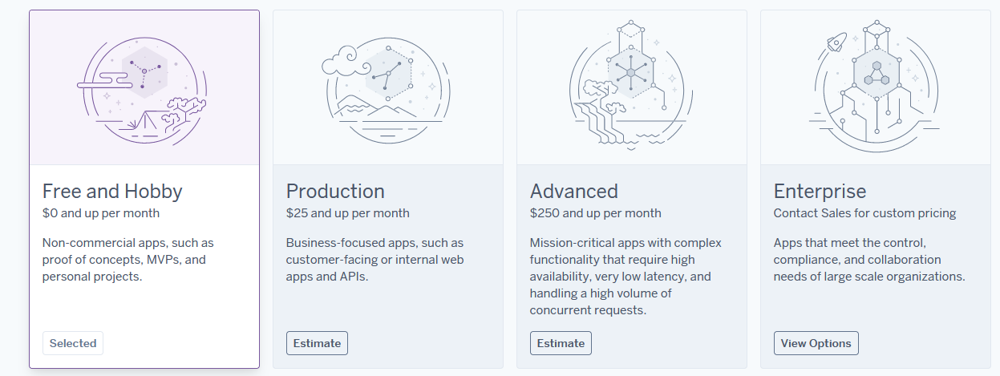 Free and Hobby
$0 and up per month
Non-commercial apps, such as
proof of concepts, MVPs, and
personal projects.
Selected
Production
$25 and up per month
Business-focused apps, such as
customer-facing or internal web
apps and APIs.
Estimate
Advanced
$250 and up per month
Mission-critical apps with complex
functionality that require high
availability, very low latency, and
handling a high volume of
concurrent requests.
Estimate
Enterprise
Contact Sales for custom pricing
Apps that meet the control,
compliance, and collaboration
needs of large scale organizations.
View Options